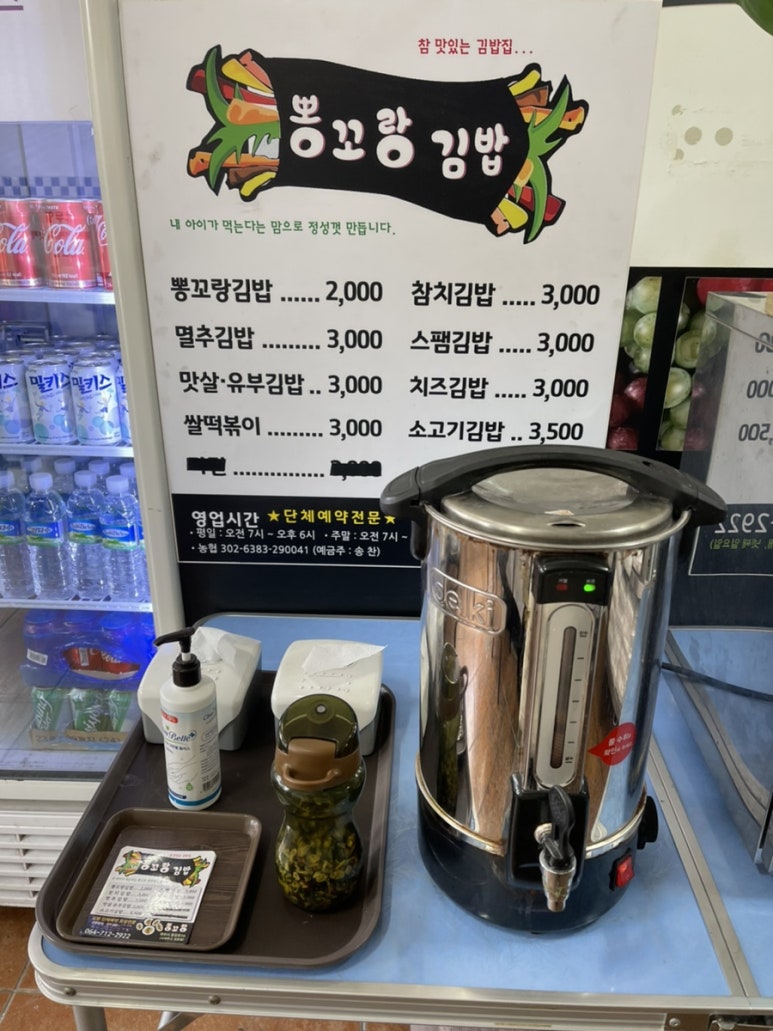 참 맛있는 김밥집...
뽕꼬랑 김밥
내 아이가 먹는다는 맘으로 정성껏 만듭니다.
뽕꼬랑김밥 ...... 2,000
참치김밥 ..... 3,000
멸추김밥 ......... 3,000
스팸김밥 ..... 3,000
맛살·유부김밥 .. 3,000
치즈김밥 ..... 3,000
쌀떡볶이 ......... 3,000
소고기김밥 .. 3,500
영업시간 ★단체예약전문★
· 평일 : 오전 7시 ~ 오후 6시 · 주말 : 오전 7시 ~
· 농협 302-6383-290041 (예금주 : 송 찬)
Cola
Cola
밀키스
밀키스
delki
뽕꼬랑 김밥
064-712-2922
뽕꼬랑